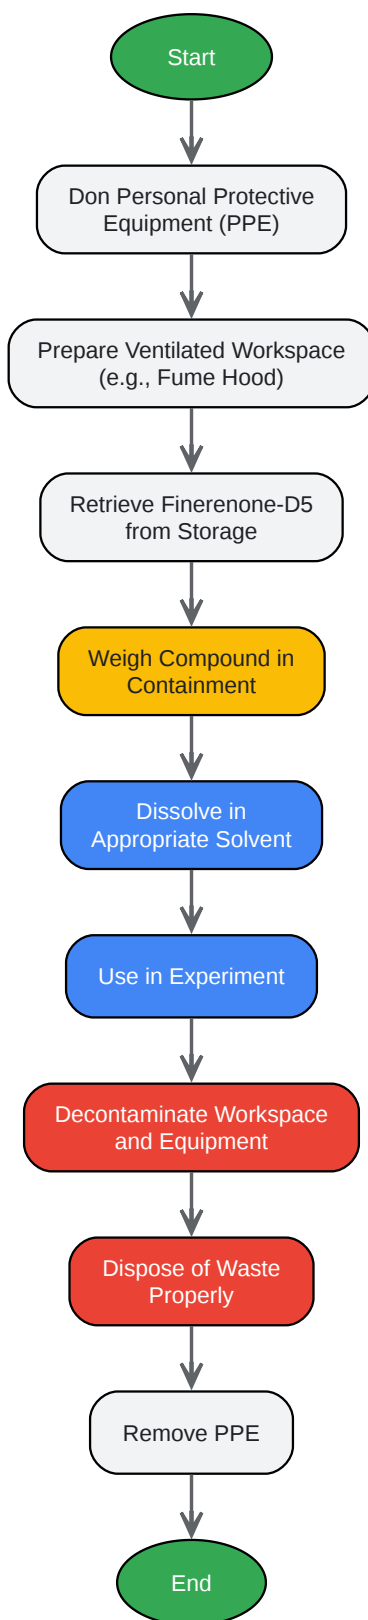 Start
Don Personal Protective
Equipment (PPE)
Prepare Ventilated Workspace
(e.g., Fume Hood)
Retrieve Finerenone-D5
from Storage
Weigh Compound in
Containment
Dissolve in
Appropriate Solvent
Use in Experiment
Decontaminate Workspace
and Equipment
Dispose of Waste
Properly
Remove PPE
End